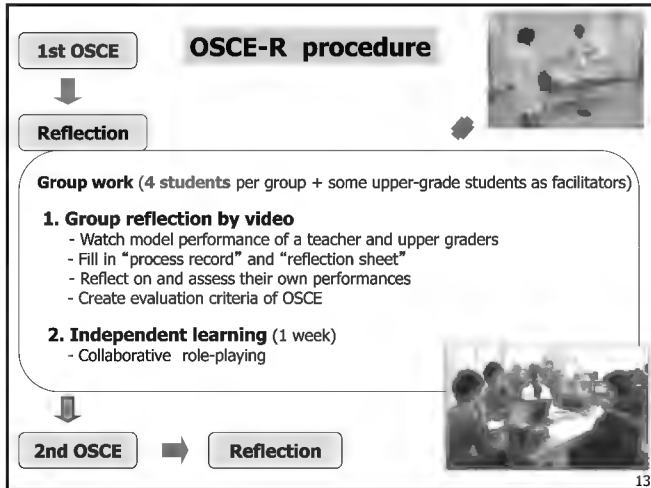 1st OSCE
OSCE-R procedure
Reflection
Group work (4 students per group + some upper-grade students as facilitators)
1. Group reflection by video
- Watch model performance of a teacher and upper graders
- Fill in “process record” and “reflection sheet”
- Reflect on and assess their own performances
- Create evaluation criteria of OSCE
2. Independent learning (1 week)
- Collaborative role-playing
2nd OSCE
Reflection
13